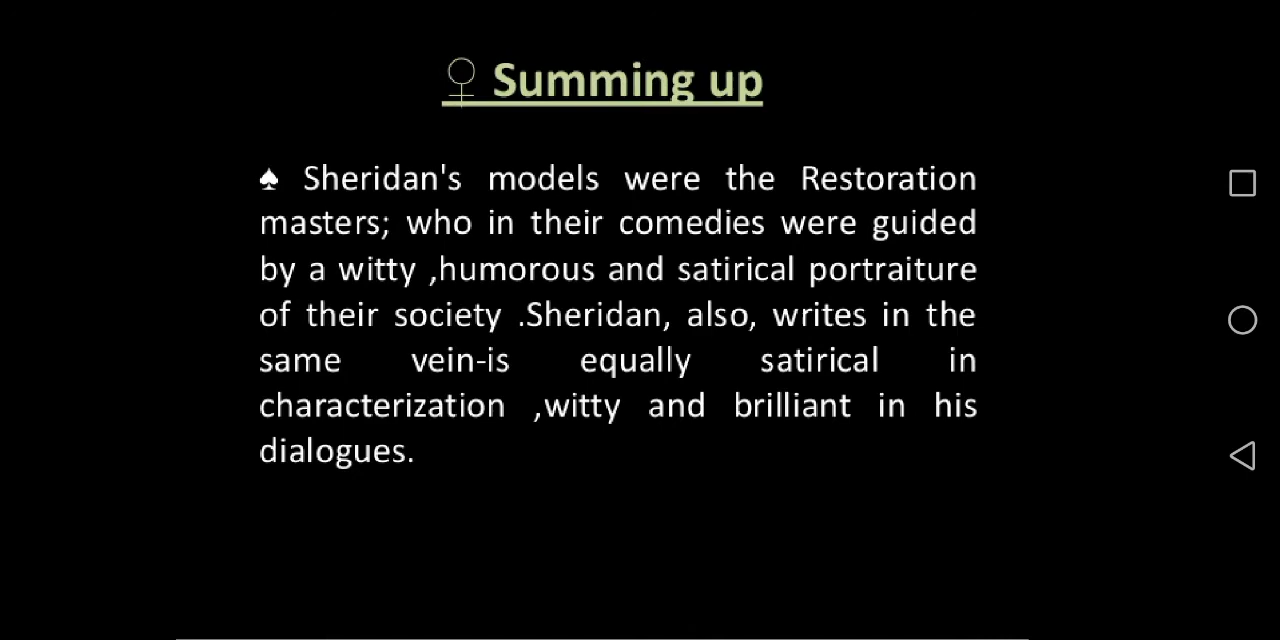 ♀ Summing up
♠ Sheridan's models were the Restoration
masters; who in their comedies were guided
by a witty ,humorous and satirical portraiture
of their society .Sheridan, also, writes in the
same vein-is equally satirical in
characterization ,witty and brilliant in his
dialogues.